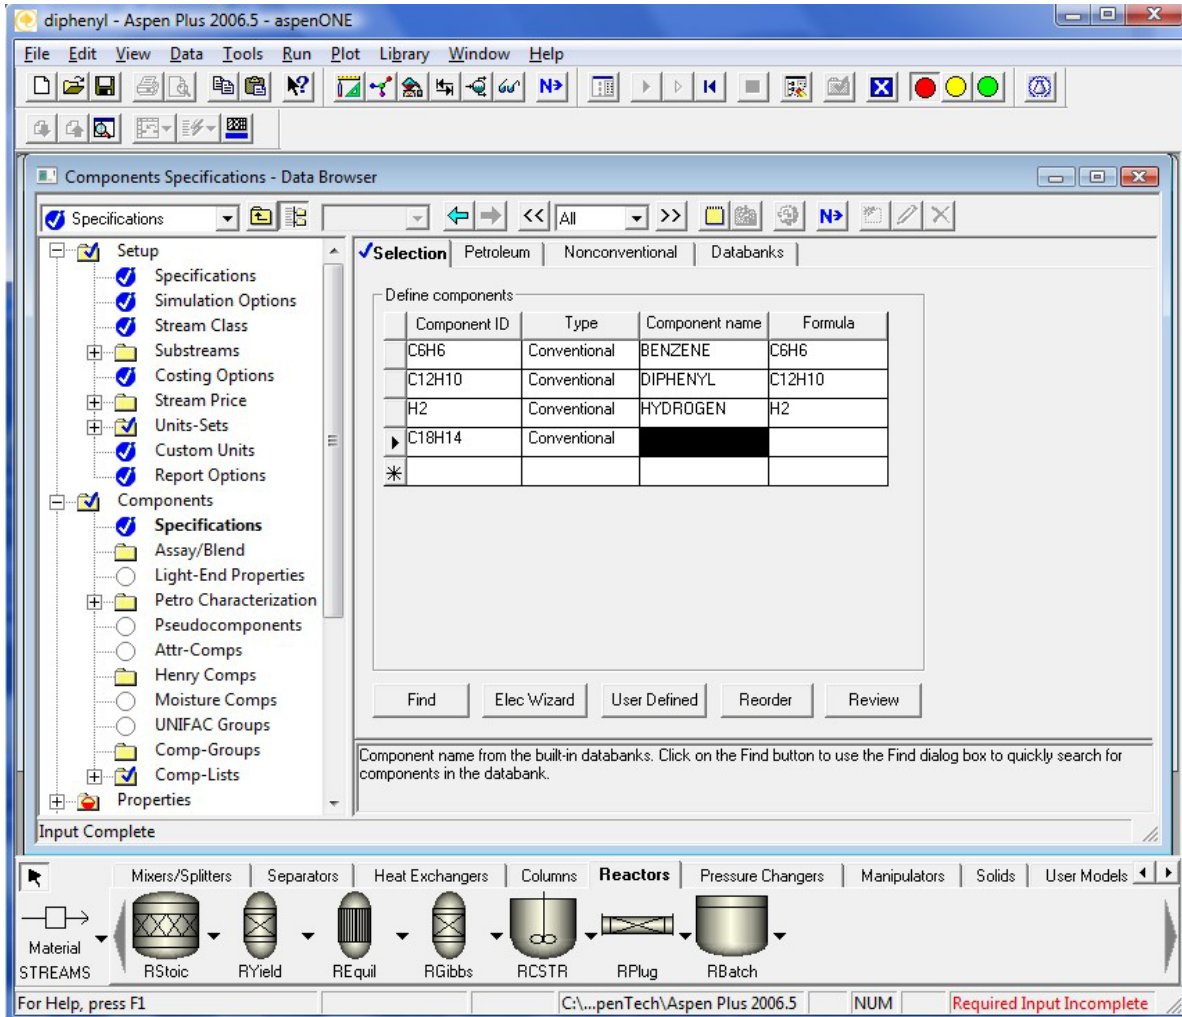 diphenyl - Aspen Plus 2006.5 - aspenONE
File Edit View Data Tools Run Plot Library Window Help
N
Components Specifications - Data Browser
Specifications << All >> N
Setup
Specifications
Simulation Options
Stream Class
Substreams
Costing Options
Stream Price
Units-Sets
Custom Units
Report Options
Components
Specifications
Assay/Blend
Light-End Properties
Petro Characterization
Pseudocomponents
Attr-Comps
Henry Comps
Moisture Comps
UNIFAC Groups
Comp-Groups
Comp-Lists
Properties
Selection Petroleum Nonconventional Databanks
Define components
Component ID Type Component name Formula
C6H6 Conventional BENZENE C6H6
C12H10 Conventional DIPHENYL C12H10
H2 Conventional HYDROGEN H2
C18H14 Conventional
Find Elec Wizard User Defined Reorder Review
Component name from the built-in databanks. Click on the Find button to use the Find dialog box to quickly search for
components in the databank.
Input Complete
Mixers/Splitters Separators Heat Exchangers Columns Reactors Pressure Changers Manipulators Solids User Models
Material
STREAMS RStoic RYield REquil RGibbs RCSTR RPlug RBatch
For Help, press F1 C:\...penTech\Aspen Plus 2006.5 NUM Required Input Incomplete